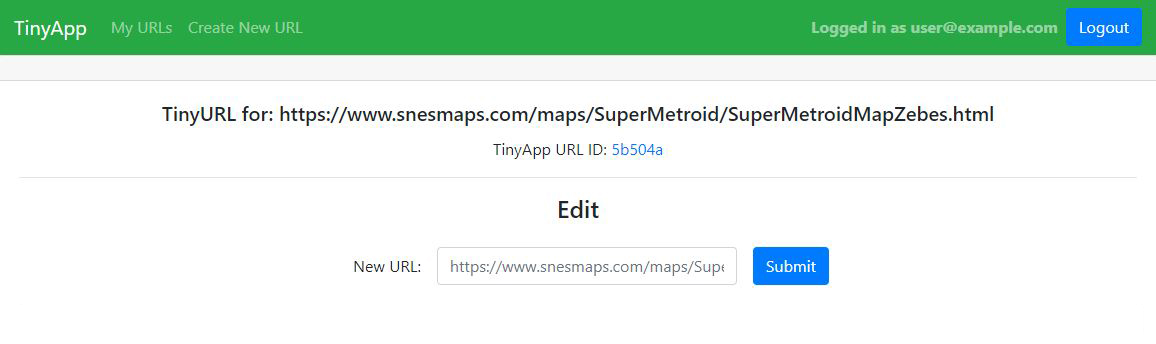 TinyApp My URLs Create New URL Logged in as user@example.com Logout
TinyURL for: https://www.snesmaps.com/maps/SuperMetroid/SuperMetroidMapZebes.html
TinyApp URL ID: 5b504a
Edit
New URL: https://www.snesmaps.com/maps/Supe Submit